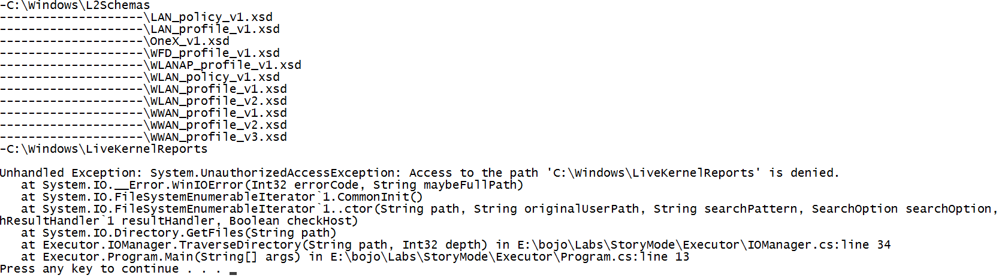 -C:\Windows\L2Schemas
--------------------\LAN_policy_v1.xsd
--------------------\LAN_profile_v1.xsd
--------------------\OneX_v1.xsd
--------------------\WFD_profile_v1.xsd
--------------------\WLANAP_profile_v1.xsd
--------------------\WLAN_policy_v1.xsd
--------------------\WLAN_profile_v1.xsd
--------------------\WLAN_profile_v2.xsd
--------------------\WWAN_profile_v1.xsd
--------------------\WWAN_profile_v2.xsd
--------------------\WWAN_profile_v3.xsd
-C:\Windows\LiveKernelReports
Unhandled Exception: System.UnauthorizedAccessException: Access to the path 'C:\Windows\LiveKernelReports' is denied.
   at System.IO.__Error.WinIOError(Int32 errorCode, String maybeFullPath)
   at System.IO.FileSystemEnumerableIterator`1.CommonInit()
   at System.IO.FileSystemEnumerableIterator`1..ctor(String path, String originalUserPath, String searchPattern, SearchOption searchOption,
hResultHandler`1 resultHandler, Boolean checkHost)
   at System.IO.Directory.GetFiles(String path)
   at Executor.IOManager.TraverseDirectory(String path, Int32 depth) in E:\bojo\Labs\StoryMode\Executor\IOManager.cs:line 34
   at Executor.Program.Main(String[] args) in E:\bojo\Labs\StoryMode\Executor\Program.cs:line 13
Press any key to continue . . .